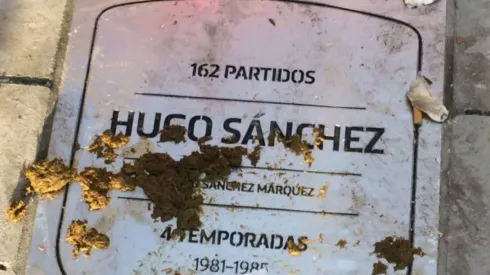 162 PARTIDOS
HUGO SÁNCHEZ
SÁNCHEZ MÁRQUEZ
4 TEMPORADAS
1981-1985